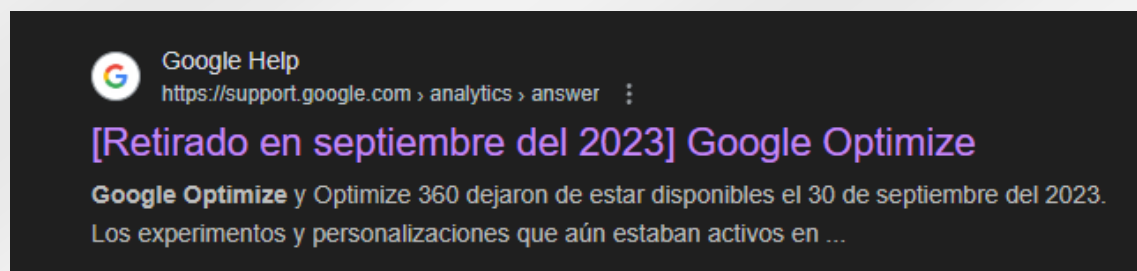 Google Help
https://support.google.com › analytics › answer
[Retirado en septiembre del 2023] Google Optimize
Google Optimize y Optimize 360 dejaron de estar disponibles el 30 de septiembre del 2023.
Los experimentos y personalizaciones que aún estaban activos en ...